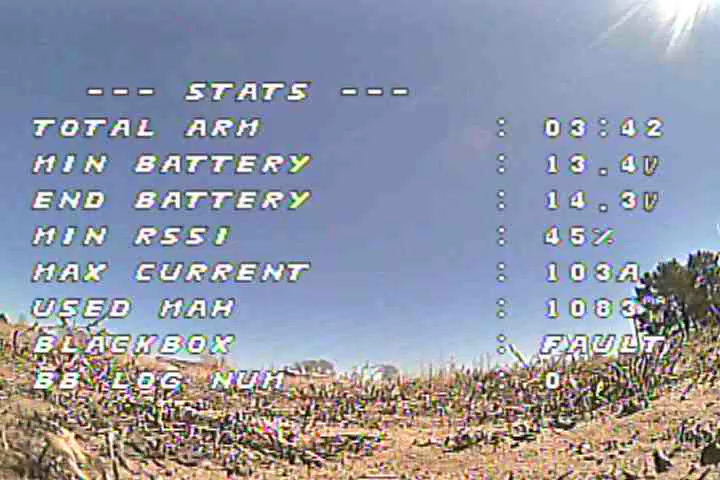 --- STATS ---
TOTAL ARM : 03:42
MIN BATTERY : 13.4V
END BATTERY : 14.3V
MIN RSSI : 45%
MAX CURRENT : 103A
USED MAH : 1083
BLACKBOX : FAULT
BB LOG NUM : 0